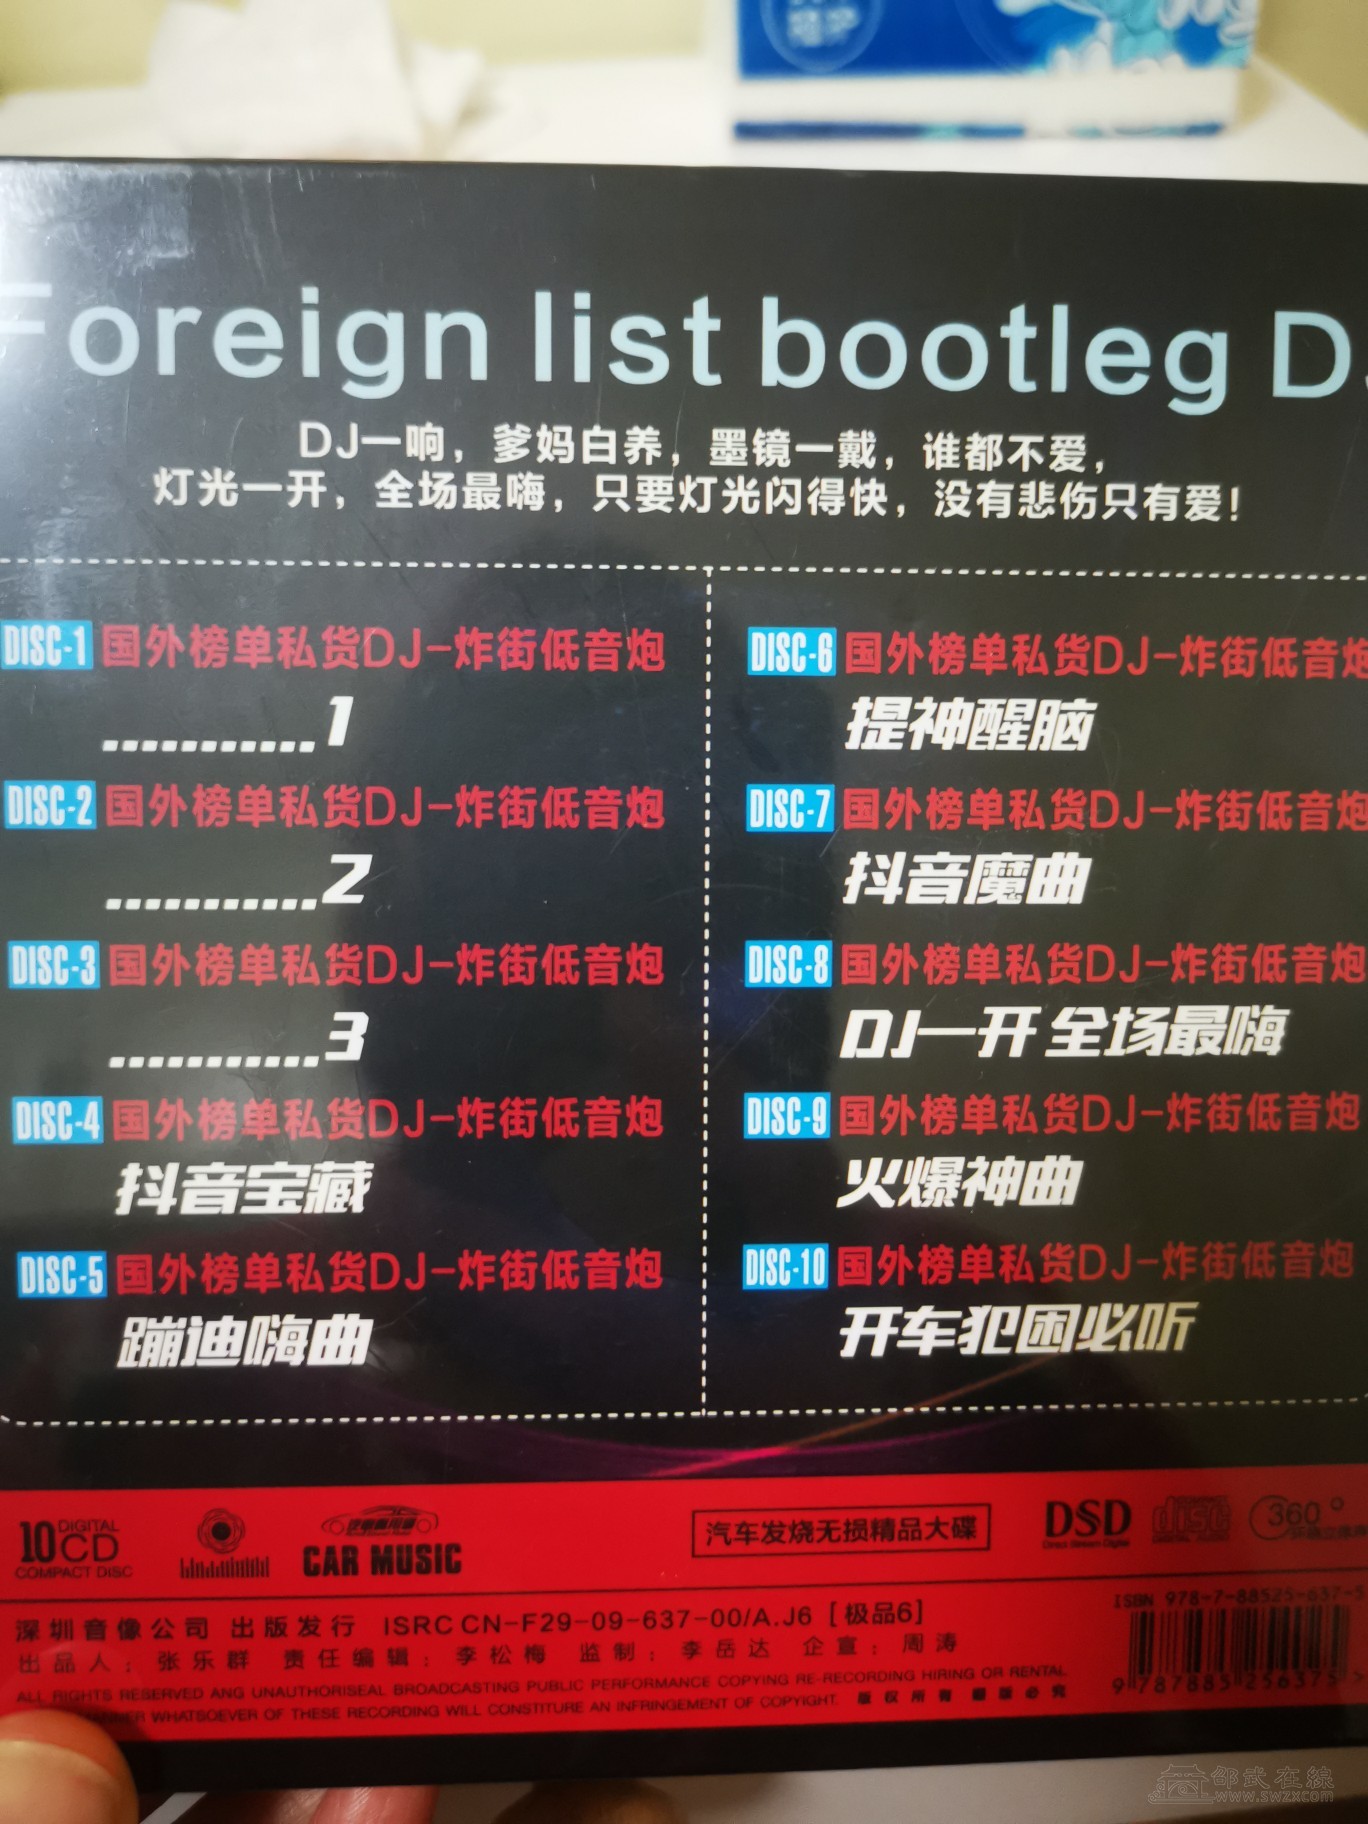 Foreign list bootleg D
DJ一响，爹妈白养，墨镜一戴，谁都不爱，
灯光一开，全场最嗨，只要灯光闪得快，没有悲伤只有爱！
DISC-1 国外榜单私货DJ-炸街低音炮
...........1
DISC-2 国外榜单私货DJ-炸街低音炮
...........2
DISC-3 国外榜单私货DJ-炸街低音炮
...........3
DISC-4 国外榜单私货DJ-炸街低音炮
抖音宝藏
DISC-5 国外榜单私货DJ-炸街低音炮
蹦迪嗨曲
DISC-6 国外榜单私货DJ-炸街低音炮
提神醒脑
DISC-7 国外榜单私货DJ-炸街低音炮
抖音魔曲
DISC-8 国外榜单私货DJ-炸街低音炮
DJ一开 全场最嗨
DISC-9 国外榜单私货DJ-炸街低音炮
火爆神曲
DISC-10 国外榜单私货DJ-炸街低音炮
开车犯困必听
10 DIGITAL CD
COMPACT DISC
CAR MUSIC
汽车发烧无损精品大碟
DSD
Direct Stream Digital
disc
360°
深圳音像公司 出版发行 ISRC CN-F29-09-637-00/A.J6 [极品6]
出品人：张乐群 责任编辑：李松梅 监制：李岳达 企宣：周涛
ALL RIGHTS RESERVED ANG UNAUTHORISEAL BROADCASTING PUBLIC PERFORMANCE COPYING RE-RECORDING HIRING OR RENTAL
WHATSOEVER OF THESE RECORDING WILL CONSTITUTE AN INFRINGEMENT OF COPYIGHT. 版权所有 翻版必究
ISBN 978-7-88525-637-
9 787885 256375 >
邵武在線
www.swzx.com